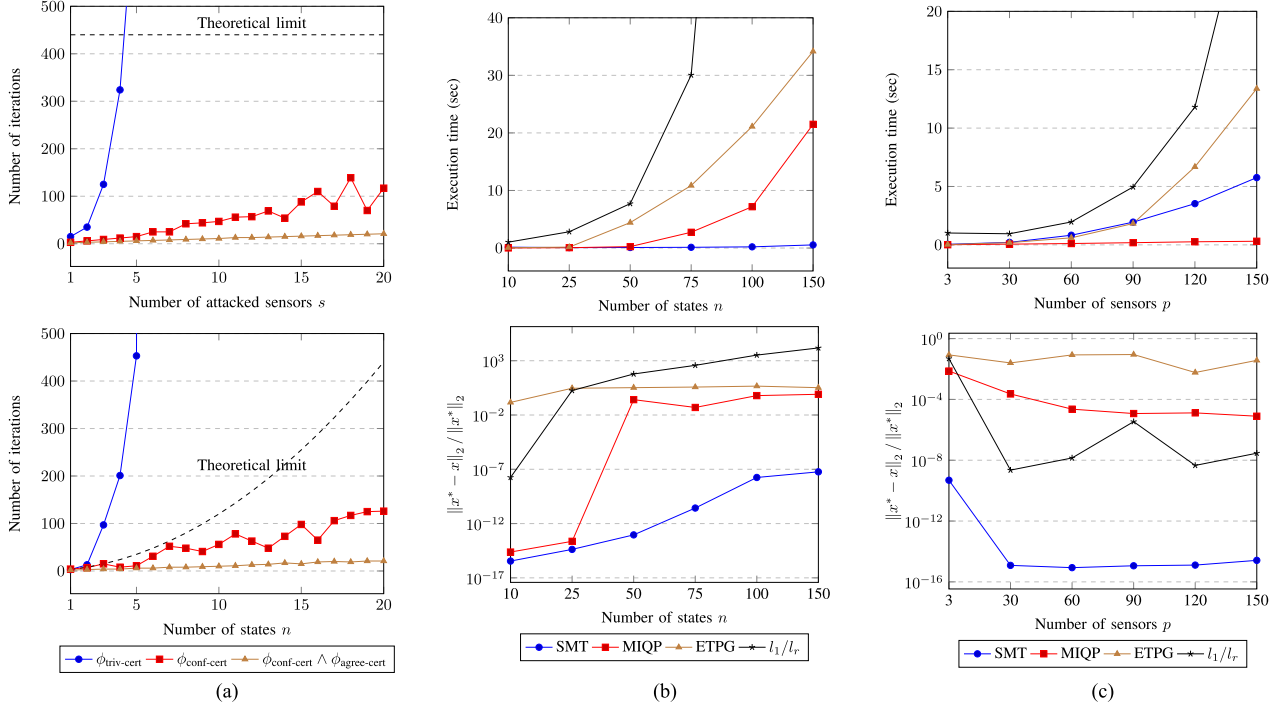 500
400
300
200
100
0
Number of iterations
Theoretical limit
1 5 10 15 20
Number of attacked sensors s
40
30
20
10
0
Execution time (sec)
10 25 50 75 100 150
Number of states n
20
15
10
5
0
Execution time (sec)
3 30 60 90 120 150
Number of sensors p
500
400
300
200
100
0
Number of iterations
Theoretical limit
1 5 10 15 20
Number of states n
ϕtriv-cert ϕconf-cert ϕconf-cert ∧ ϕagree-cert
(a)
10^3
10^−2
10^−7
10^−12
10^−17
||x* − x||2 / ||x*||2
10 25 50 75 100 150
Number of states n
SMT MIQP ETPG l1/lr
(b)
10^0
10^−4
10^−8
10^−12
10^−16
||x* − x||2 / ||x*||2
3 30 60 90 120 150
Number of sensors p
SMT MIQP ETPG l1/lr
(c)